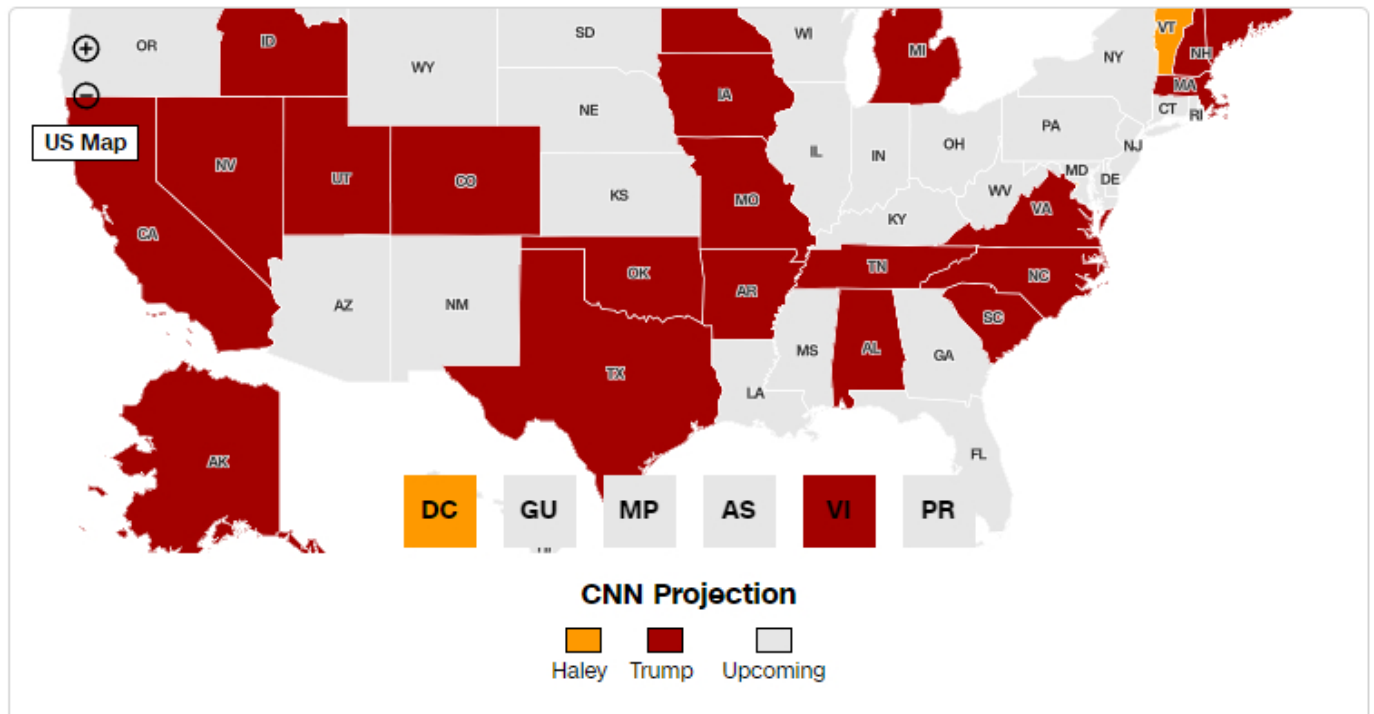 OR
ID
WY
SD
WI
MI
NY
VT
NH
MA
CT
RI
US Map
NV
UT
CO
NE
IA
IL
IN
OH
PA
NJ
CA
KS
MO
KY
WV
MD
DE
VA
AZ
NM
OK
AR
TN
NC
SC
TX
MS
AL
GA
LA
FL
AK
DC
GU
MP
AS
VI
PR
CNN Projection
Haley
Trump
Upcoming